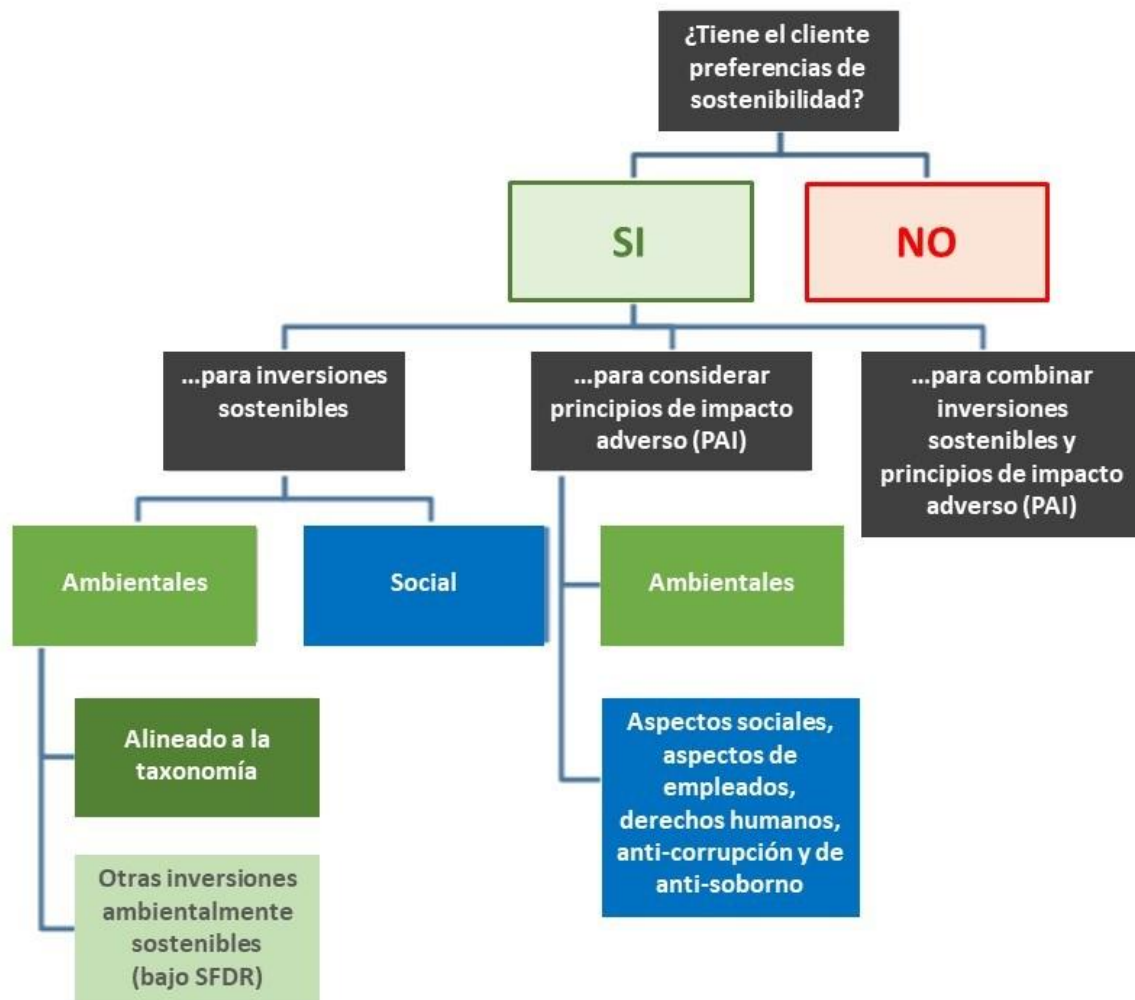 ¿Tiene el cliente
preferencias de
sostenibilidad?
SI
NO
...para inversiones
sostenibles
...para considerar
principios de impacto
adverso (PAI)
...para combinar
inversiones
sostenibles y
principios de impacto
adverso (PAI)
Ambientales
Social
Ambientales
Alineado a la
taxonomía
Aspectos sociales,
aspectos de
empleados,
derechos humanos,
anti-corrupción y de
anti-soborno
Otras inversiones
ambientalmente
sostenibles
(bajo SFDR)